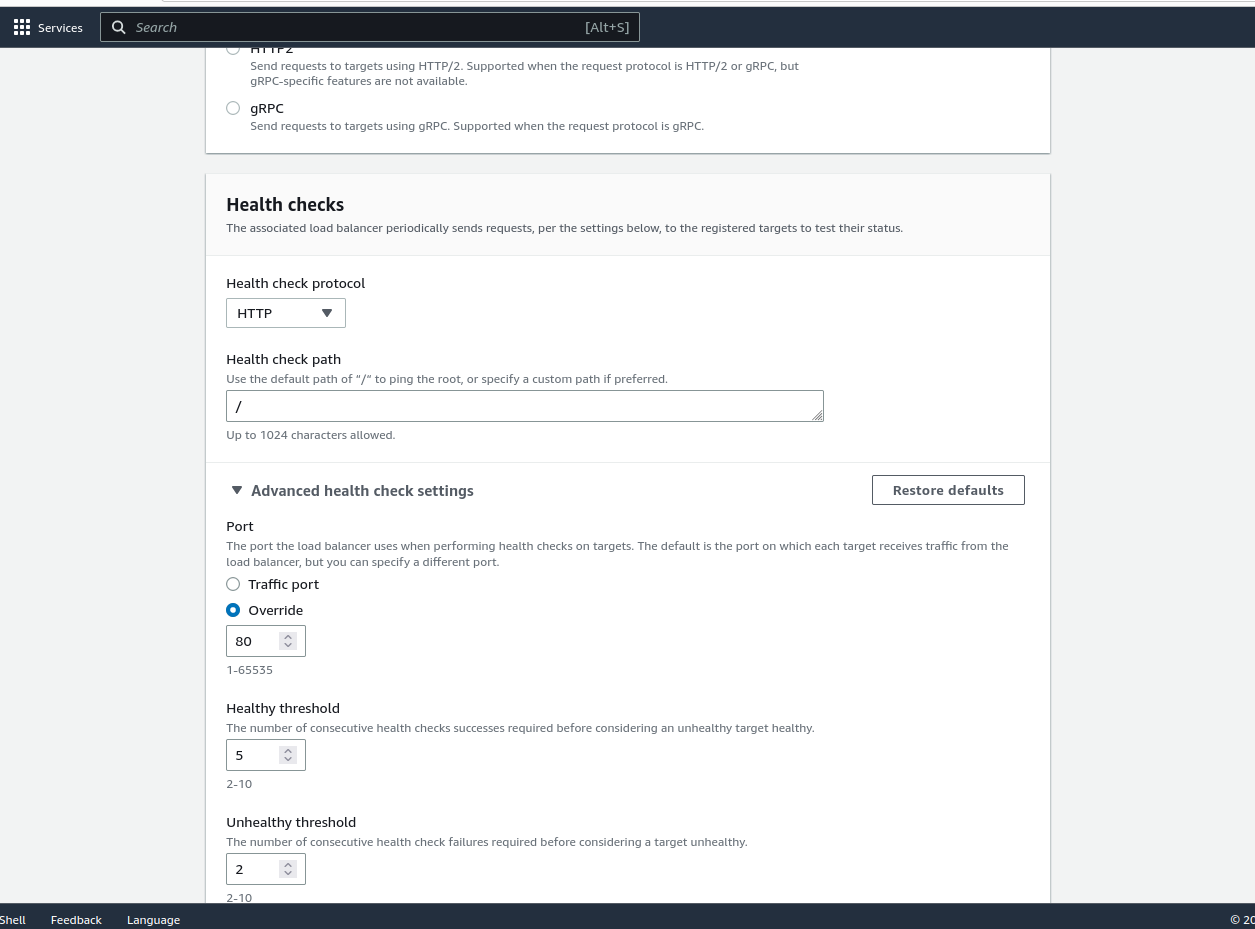 Services
Search
[Alt+S]
HTTP2
Send requests to targets using HTTP/2. Supported when the request protocol is HTTP/2 or gRPC, but
gRPC-specific features are not available.
gRPC
Send requests to targets using gRPC. Supported when the request protocol is gRPC.
Health checks
The associated load balancer periodically sends requests, per the settings below, to the registered targets to test their status.
Health check protocol
HTTP
Health check path
Use the default path of “/“ to ping the root, or specify a custom path if preferred.
/
Up to 1024 characters allowed.
Advanced health check settings
Restore defaults
Port
The port the load balancer uses when performing health checks on targets. The default is the port on which each target receives traffic from the
load balancer, but you can specify a different port.
Traffic port
Override
80
1-65535
Healthy threshold
The number of consecutive health checks successes required before considering an unhealthy target healthy.
5
2-10
Unhealthy threshold
The number of consecutive health check failures required before considering a target unhealthy.
2
2-10
Shell
Feedback
Language
© 20